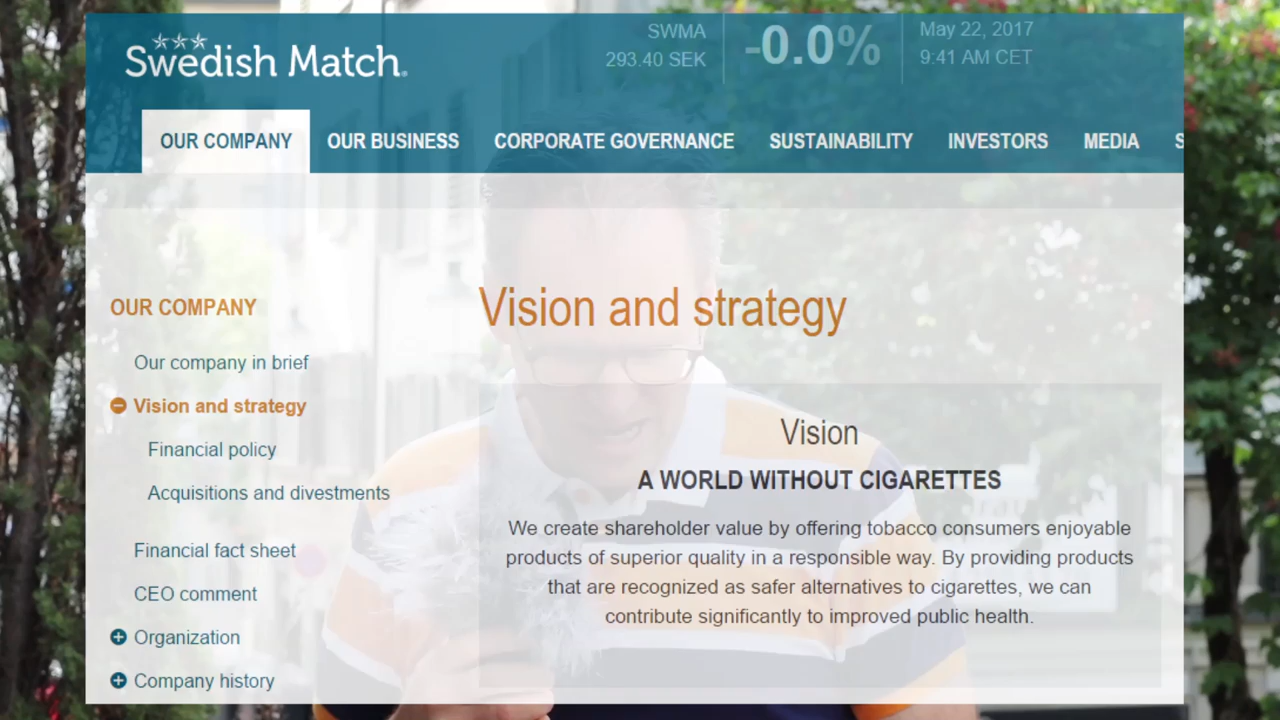 Swedish Match
SWMA
293.40 SEK
-0.0%
May 22, 2017
9:41 AM CET
OUR COMPANY OUR BUSINESS CORPORATE GOVERNANCE SUSTAINABILITY INVESTORS MEDIA S
OUR COMPANY
Our company in brief
Vision and strategy
Financial policy
Acquisitions and divestments
Financial fact sheet
CEO comment
Organization
Company history
Vision and strategy
Vision
A WORLD WITHOUT CIGARETTES
We create shareholder value by offering tobacco consumers enjoyable
products of superior quality in a responsible way. By providing products
that are recognized as safer alternatives to cigarettes, we can
contribute significantly to improved public health.